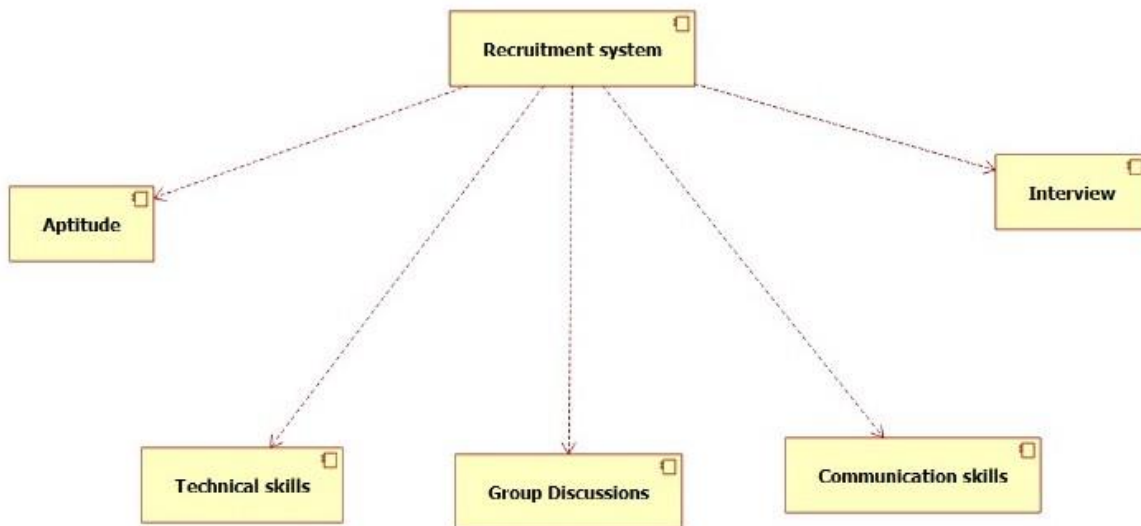 Recruitment system
Aptitude
Interview
Technical skills
Group Discussions
Communication skills